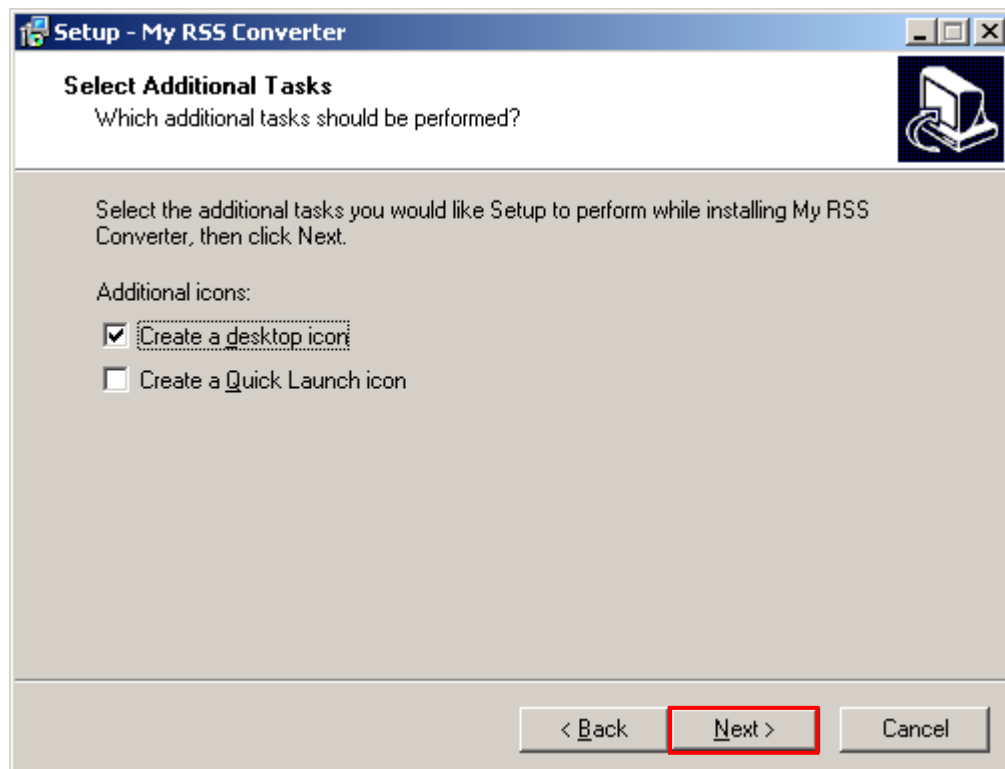 Setup - My RSS Converter
Select Additional Tasks
Which additional tasks should be performed?
Select the additional tasks you would like Setup to perform while installing My RSS
Converter, then click Next.
Additional icons:
Create a desktop icon
Create a Quick Launch icon
< Back Next > Cancel